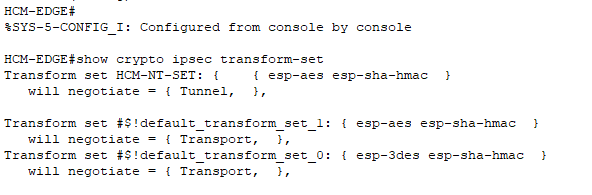 HCM-EDGE#
%SYS-5-CONFIG_I: Configured from console by console
HCM-EDGE#show crypto ipsec transform-set
Transform set HCM-NT-SET: {    { esp-aes esp-sha-hmac  }
   will negotiate = { Tunnel,  },
Transform set #$!default_transform_set_1: { esp-aes esp-sha-hmac  }
   will negotiate = { Transport,  },
Transform set #$!default_transform_set_0: { esp-3des esp-sha-hmac  }
   will negotiate = { Transport,  },